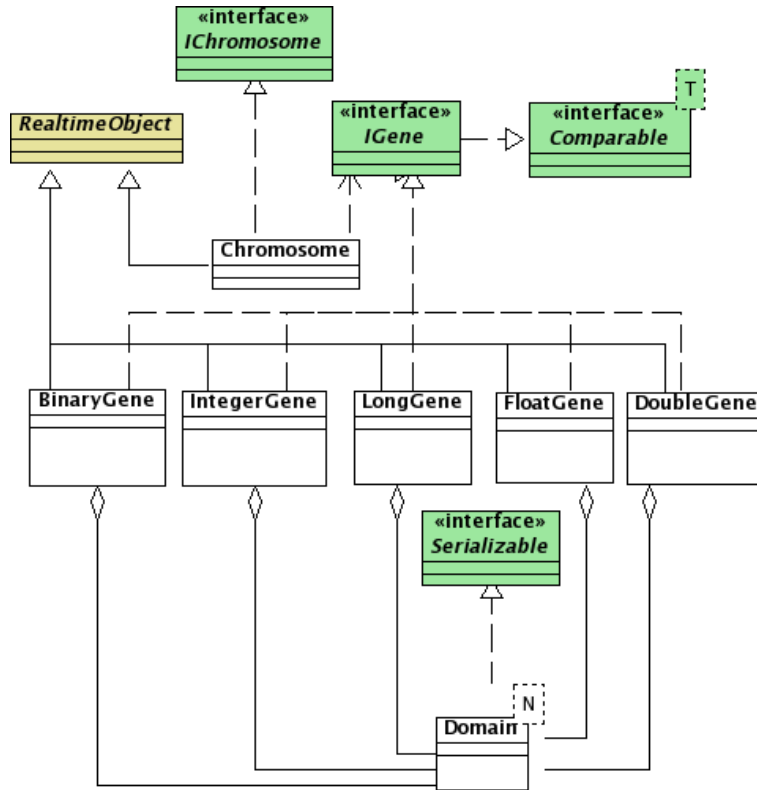 «interface»
IChromosome
RealtimeObject
«interface»
IGene
«interface»
Comparable
T
Chromosome
BinaryGene
IntegerGene
LongGene
FloatGene
DoubleGene
«interface»
Serializable
Domain
N